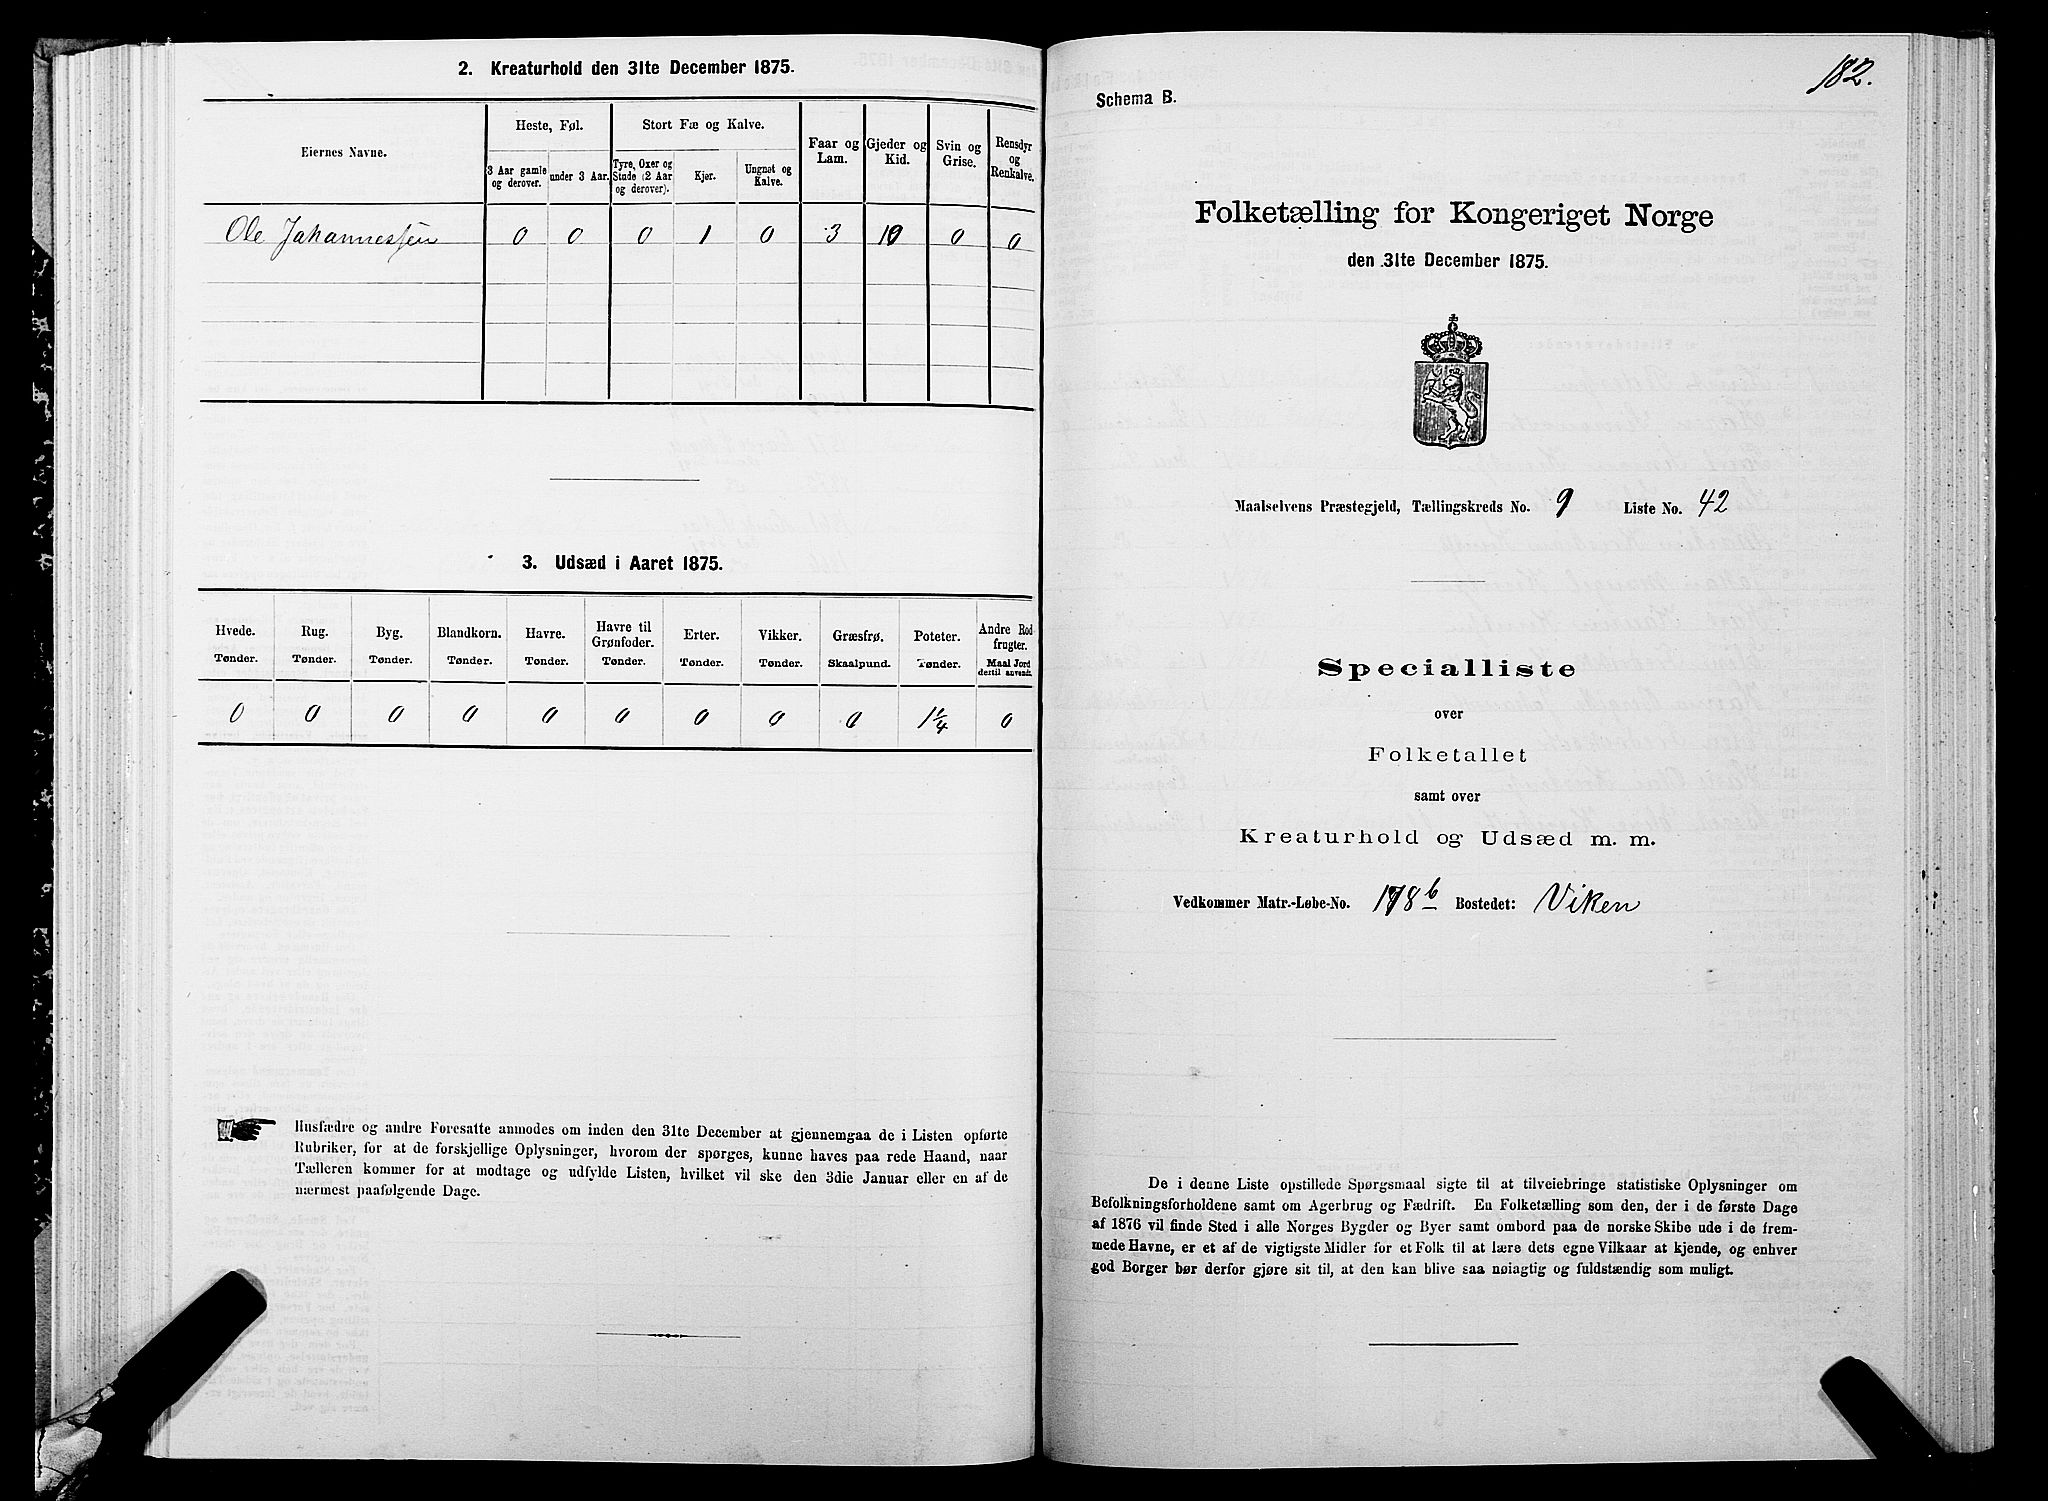 2. Kreaturhold den 31te December 1875.
Eiernes Navne.
Heste, Føl.
Stort Fæ og Kalve.
Faar og
Lam.
Gjeder og
Kid.
Svin og
Grise.
Rensdyr
og
Renkalve.
3 Aar gamle
og derover.
under 3 Aar.
Tyre, Oxer og
Stude (2 Aar
og derover).
Kjør.
Ungnøt og
Kalve.
Ole Johannessen 0 0 0 1 0 3 10 0 0
3. Udsæd i Aaret 1875.
Hvede. Rug. Byg. Blandkorn. Havre. Havre til Grønfoder. Erter. Vikker. Græsfrø. Poteter. Andre Rodfrugter.
Tønder. Tønder. Tønder. Tønder. Tønder. Tønder. Tønder. Tønder. Skaalpund. Tønder. Maal Jord dertil anvendt.
0 0 0 0 0 0 0 0 0 1 1/4 0
Husfædre og andre Foresatte anmodes om inden den 31te December at gjennemgaa de i Listen opførte
Rubriker, for at de forskjellige Oplysninger, hvorom der spørges, kunne haves paa rede Haand, naar
Tælleren kommer for at modtage og udfylde Listen, hvilket vil ske den 3die Januar eller en af de
nærmest paafølgende Dage.
182.
Schema B.
Folketælling for Kongeriget Norge
den 31te December 1875.
Maalselvens Præstegjeld, Tællingskreds No. 9 Liste No. 42
Specialliste
over
Folketallet
samt over
Kreaturhold og Udsæd m. m.
Vedkommer Matr.-Løbe-No. 178b Bostedet: Viken
De i denne Liste opstillede Spørgsmaal sigte til at tilveiebringe statistiske Oplysninger om
Befolkningsforholdene samt om Agerbrug og Fædrift. En Folketælling som den, der i de første Dage
af 1876 vil finde Sted i alle Norges Bygder og Byer samt ombord paa de norske Skibe ude i de frem-
mede Havne, er et af de vigtigste Midler for et Folk til at lære dets egne Vilkaar at kjende, og enhver
god Borger bør derfor gjøre sit til, at den kan blive saa nøiagtig og fuldstændig som muligt.